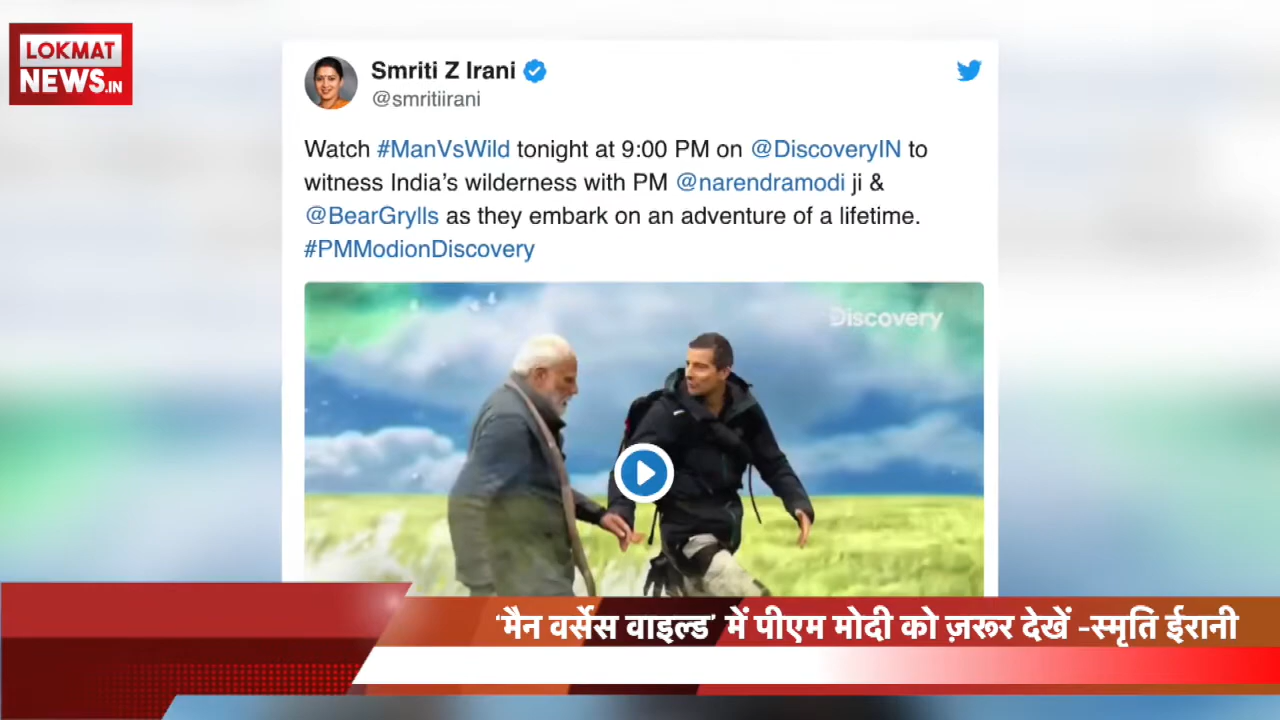 LOKMAT
NEWS.IN
Smriti Z Irani
@smritiirani
Watch #ManVsWild tonight at 9:00 PM on @DiscoveryIN to
witness India’s wilderness with PM @narendramodi ji &
@BearGrylls as they embark on an adventure of a lifetime.
#PMModionDiscovery
Discovery
‘मैन वर्सेस वाइल्ड’ में पीएम मोदी को ज़रूर देखें -स्मृति ईरानी